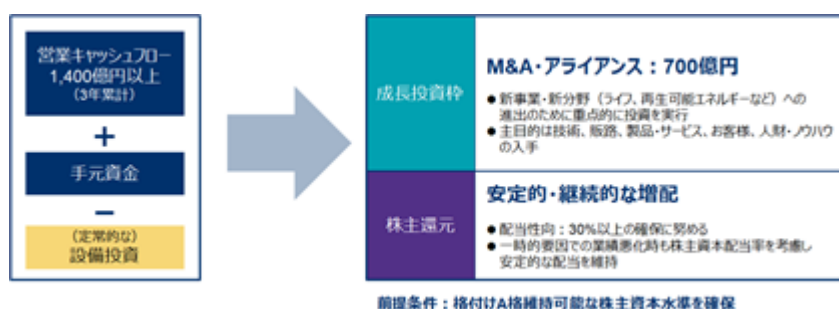 営業キャッシュフロー
1,400億円以上
(3年累計)
+
手元資金
−
(定常的な)
設備投資
成長投資枠
M&A・アライアンス：700億円
●新事業・新分野（ライフ、再生可能エネルギーなど）への
進出のために重点的に投資を実行
●主目的は技術、販路、製品・サービス、お客様、人財・ノウハウ
の入手
株主還元
安定的・継続的な増配
●配当性向：30%以上の確保に努める
●一時的要因での業績悪化時も株主資本配当率を考慮し
安定的な配当を維持
前提条件：格付けA格維持可能な株主資本水準を確保